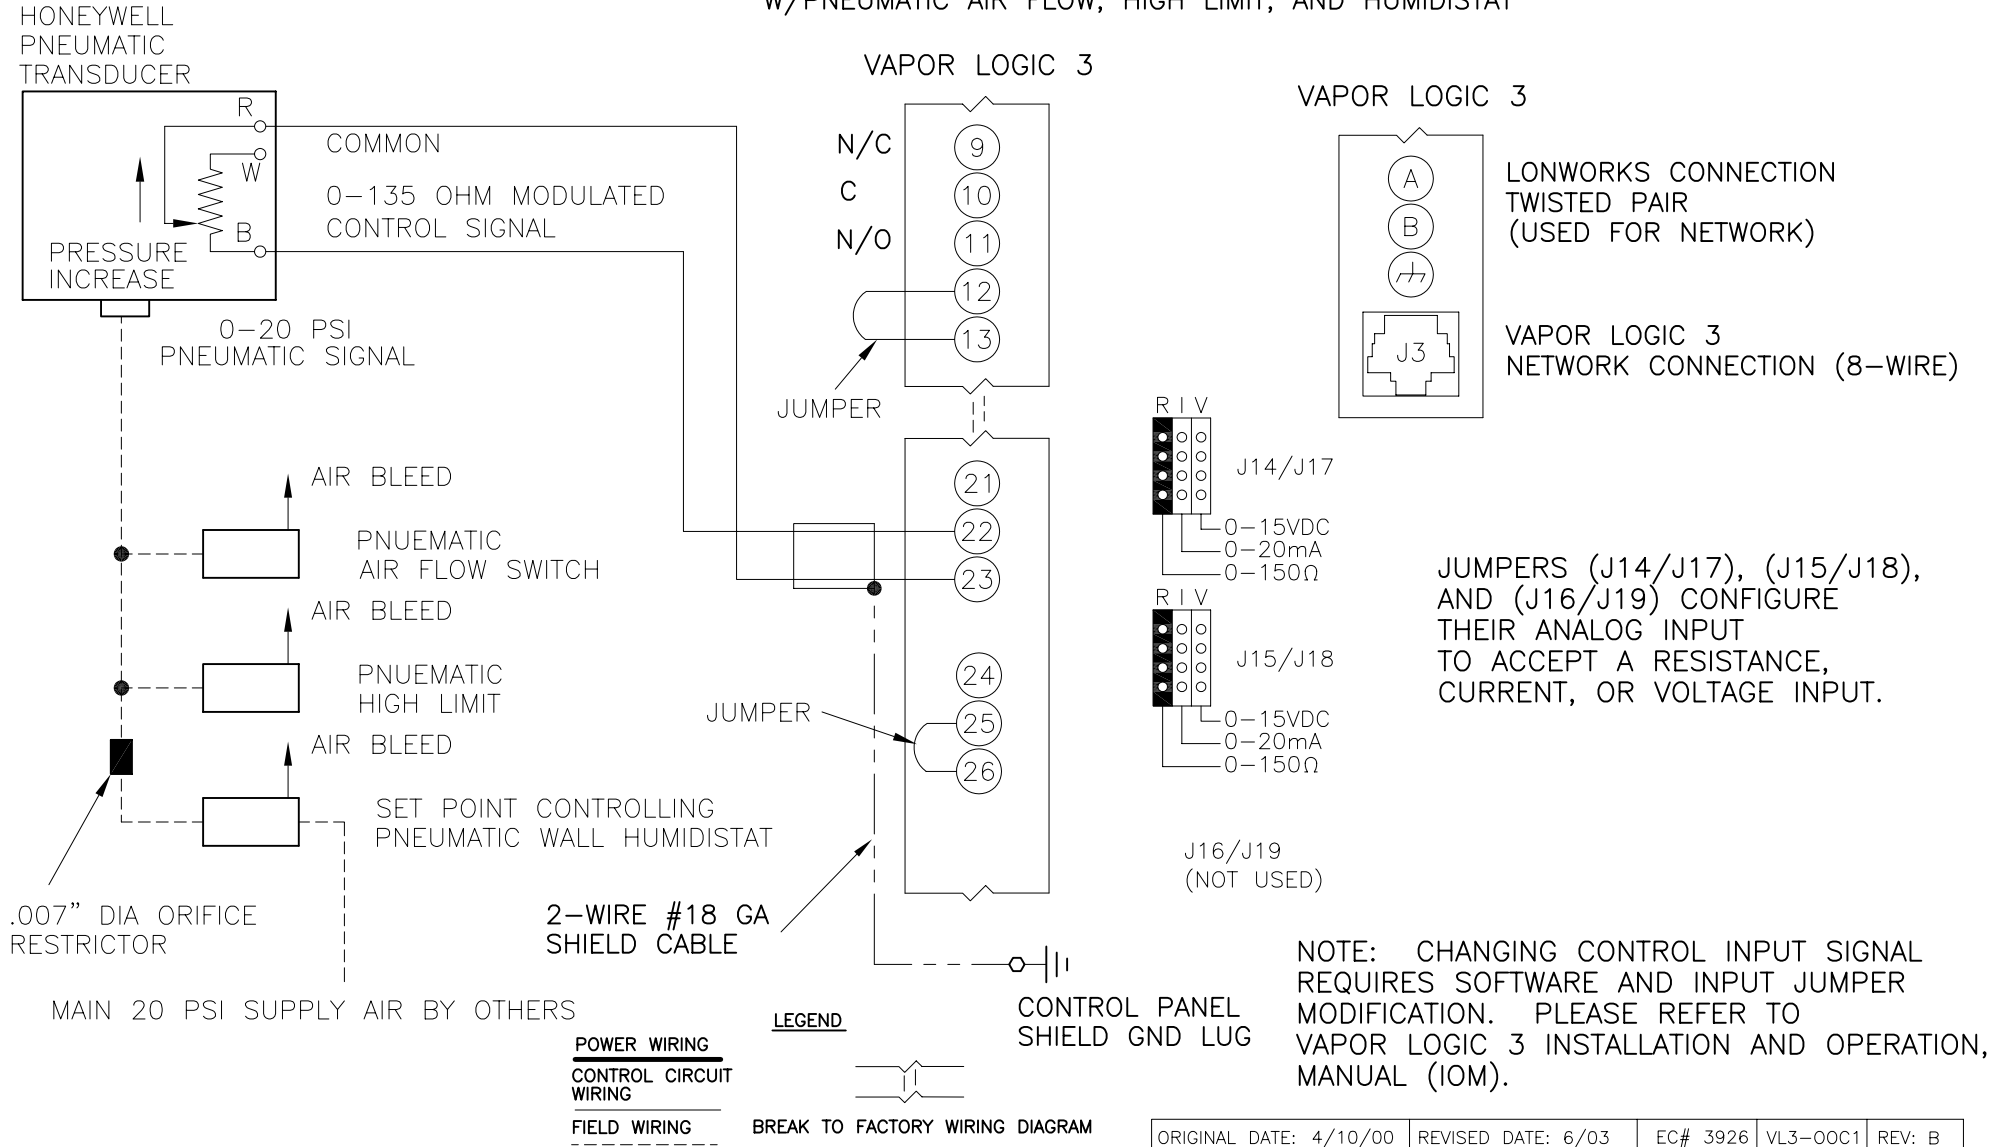 W/PNEUMATIC AIR FLOW, HIGH LIMIT, AND HUMIDISTAT
HONEYWELL
PNEUMATIC
TRANSDUCER
R
W
B
PRESSURE
INCREASE
COMMON
0-135 OHM MODULATED
CONTROL SIGNAL
0-20 PSI
PNEUMATIC SIGNAL
AIR BLEED
PNUEMATIC
AIR FLOW SWITCH
AIR BLEED
PNUEMATIC
HIGH LIMIT
AIR BLEED
SET POINT CONTROLLING
PNEUMATIC WALL HUMIDISTAT
.007" DIA ORIFICE
RESTRICTOR
MAIN 20 PSI SUPPLY AIR BY OTHERS
VAPOR LOGIC 3
N/C
9
C
10
N/O
11
12
13
JUMPER
21
22
23
24
25
26
JUMPER
2-WIRE #18 GA
SHIELD CABLE
CONTROL PANEL
SHIELD GND LUG
VAPOR LOGIC 3
A
B
LONWORKS CONNECTION
TWISTED PAIR
(USED FOR NETWORK)
J3
VAPOR LOGIC 3
NETWORK CONNECTION (8-WIRE)
R I V
J14/J17
0-15VDC
0-20mA
0-150Ω
R I V
J15/J18
0-15VDC
0-20mA
0-150Ω
J16/J19
(NOT USED)
JUMPERS (J14/J17), (J15/J18),
AND (J16/J19) CONFIGURE
THEIR ANALOG INPUT
TO ACCEPT A RESISTANCE,
CURRENT, OR VOLTAGE INPUT.
NOTE: CHANGING CONTROL INPUT SIGNAL
REQUIRES SOFTWARE AND INPUT JUMPER
MODIFICATION. PLEASE REFER TO
VAPOR LOGIC 3 INSTALLATION AND OPERATION,
MANUAL (IOM).
LEGEND
POWER WIRING
CONTROL CIRCUIT
WIRING
FIELD WIRING
BREAK TO FACTORY WIRING DIAGRAM
ORIGINAL DATE: 4/10/00 REVISED DATE: 6/03 EC# 3926 VL3-00C1 REV: B